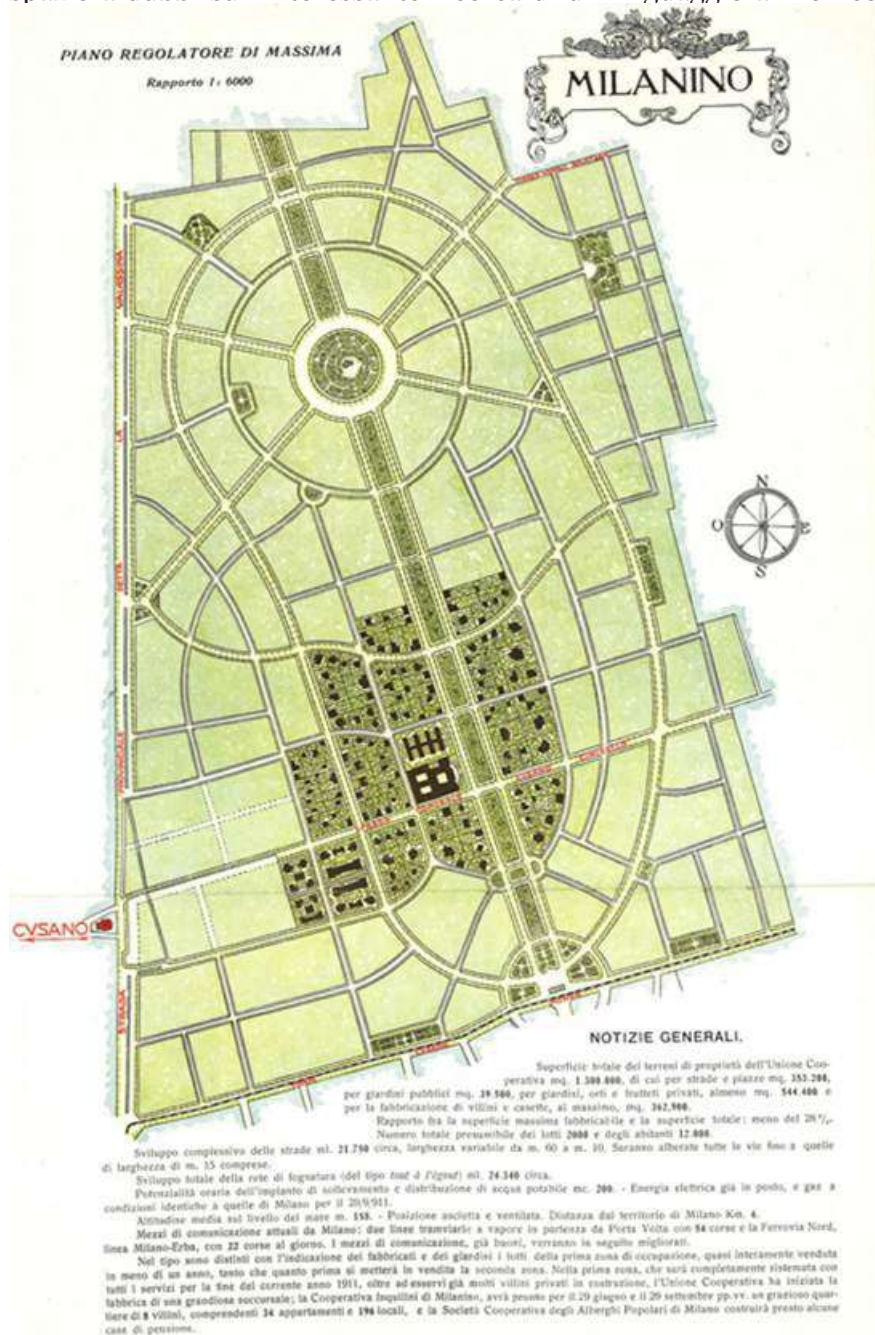 PIANO REGOLATORE DI MASSIMA
Rapporto 1: 6000
MILANINO
N
O
E
S
STRADA PROVINCIALE DETTA LA VALASSINA
CVSANO
NOTIZIE GENERALI.
Superficie totale dei terreni di proprietà dell'Unione Coo-
perativa mq. 1.300.000, di cui per strade e piazze mq. 353.200,
per giardini pubblici mq. 39.500, per giardini, orti e frutteti privati, almeno mq. 544.400 e
per la fabbricazione di villini e casette, al massimo, mq. 362.900.
Rapporto fra la superficie massima fabbricabile e la superficie totale: meno del 28 %.
Numero totale presumibile dei lotti 2000 e degli abitanti 12.000.
Sviluppo complessivo delle strade ml. 21.750 circa, larghezza variabile da m. 60 a m. 10. Saranno alberate tutte le vie fino a quelle
di larghezza di m. 15 comprese.
Sviluppo totale della rete di fognatura (del tipo tout à l'égout) ml. 24.340 circa.
Potenzialità oraria dell'impianto di sollevamento e distribuzione di acqua potabile mc. 200. - Energia elettrica già in posto, e gaz a
condizioni identiche a quelle di Milano per il 20/9/911.
Altitudine media sul livello del mare m. 158. - Posizione asciutta e ventilata. Distanza dal territorio di Milano Km. 4.
Mezzi di comunicazione attuali da Milano: due linee tramviarie a vapore in partenza da Porta Volta con 54 corse e la Ferrovia Nord,
linea Milano-Erba, con 22 corse al giorno. I mezzi di comunicazione, già buoni, verranno in seguito migliorati.
Nel tipo sono distinti con l'indicazione dei fabbricati e dei giardini i lotti della prima zona di occupazione, quasi interamente venduta
in meno di un anno, tanto che quanto prima si metterà in vendita la seconda zona. Nella prima zona, che sarà completamente sistemata con
tutti i servizi per la fine del corrente anno 1911, oltre ad esservi già molti villini privati in costruzione, l'Unione Cooperativa ha iniziata la
fabbrica di una grandiosa succursale; la Cooperativa Inquilini di Milanino, avrà pronto per il 29 giugno e il 29 settembre pp.vv. un grazioso quar-
tiere di 8 villini, comprendenti 34 appartamenti e 196 locali, e la Società Cooperativa degli Alberghi Popolari di Milano costruirà presto alcune
case di pensione.